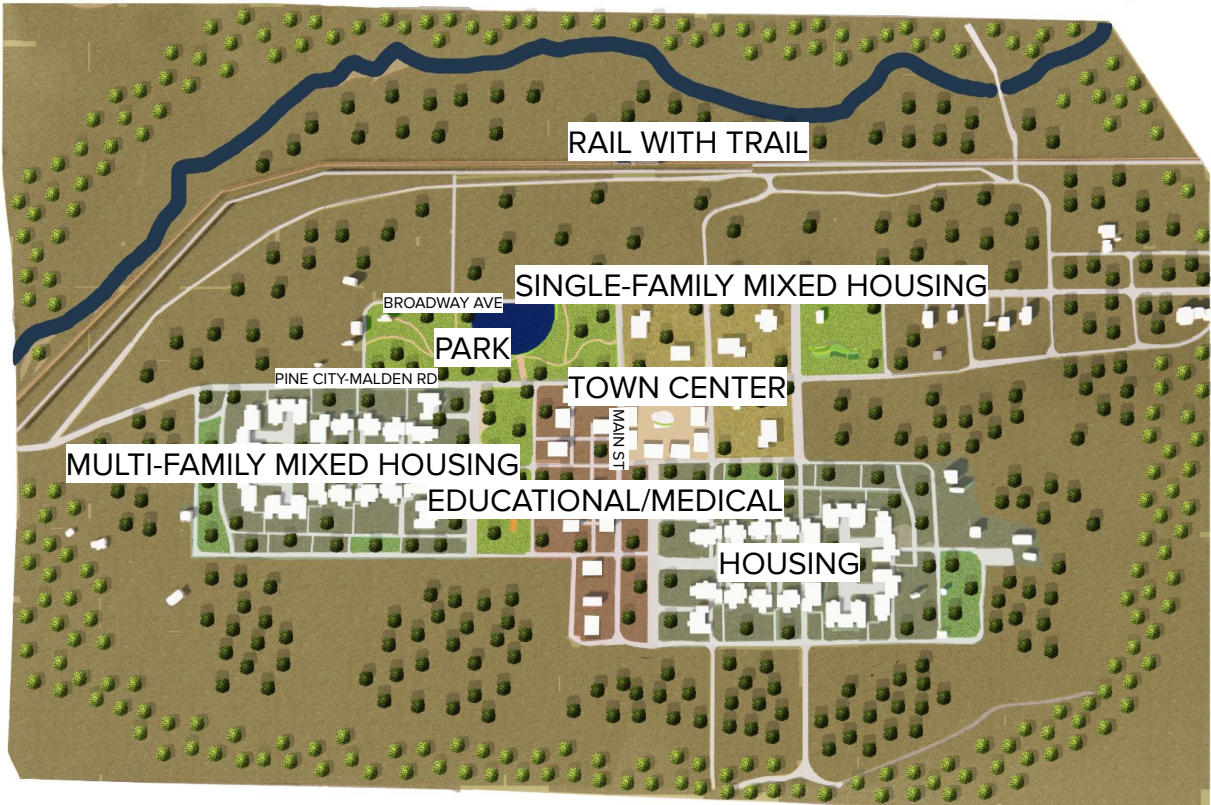 RAIL WITH TRAIL
SINGLE-FAMILY MIXED HOUSING
BROADWAY AVE
PARK
PINE CITY-MALDEN RD
TOWN CENTER
MAIN ST
MULTI-FAMILY MIXED HOUSING
EDUCATIONAL/MEDICAL
HOUSING